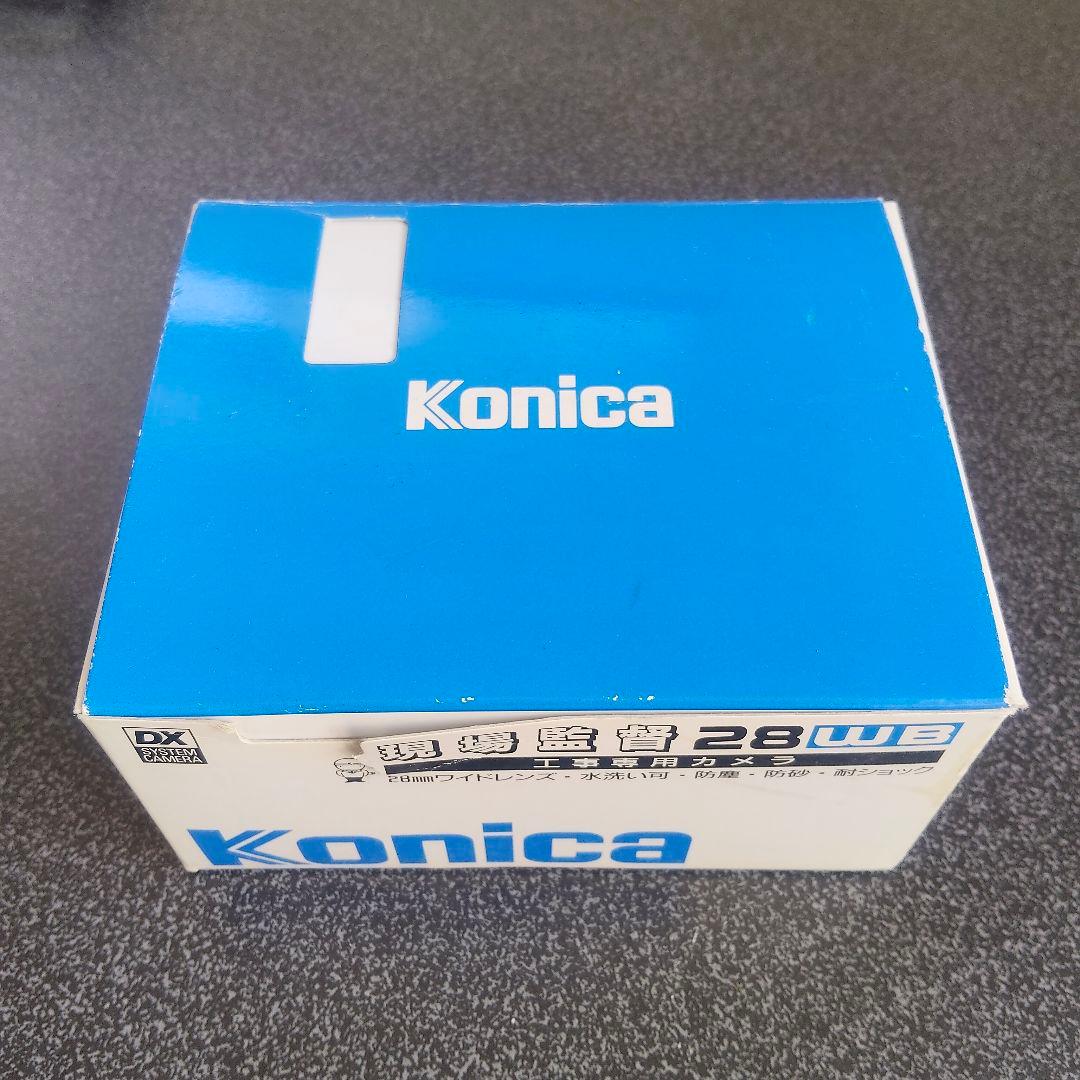 Konica
DX
SYSTEM
CAMERA
現場監督 28 WB
工事専用カメラ
28mmワイドレンズ・水洗い可・防塵・防砂・耐ショック
Konica